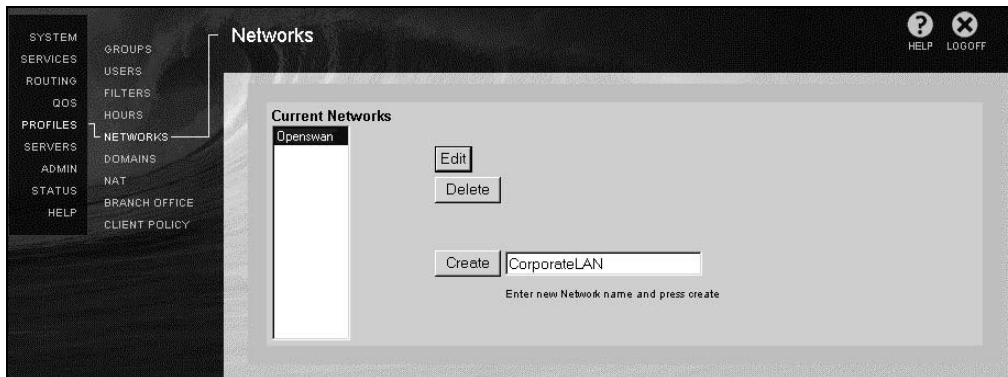 Networks
HELP
LOGOFF
SYSTEM
SERVICES
ROUTING
QOS
PROFILES
SERVERS
ADMIN
STATUS
HELP
GROUPS
USERS
FILTERS
HOURS
NETWORKS
DOMAINS
NAT
BRANCH OFFICE
CLIENT POLICY
Current Networks
Openswan
Edit
Delete
Create
CorporateLAN
Enter new Network name and press create